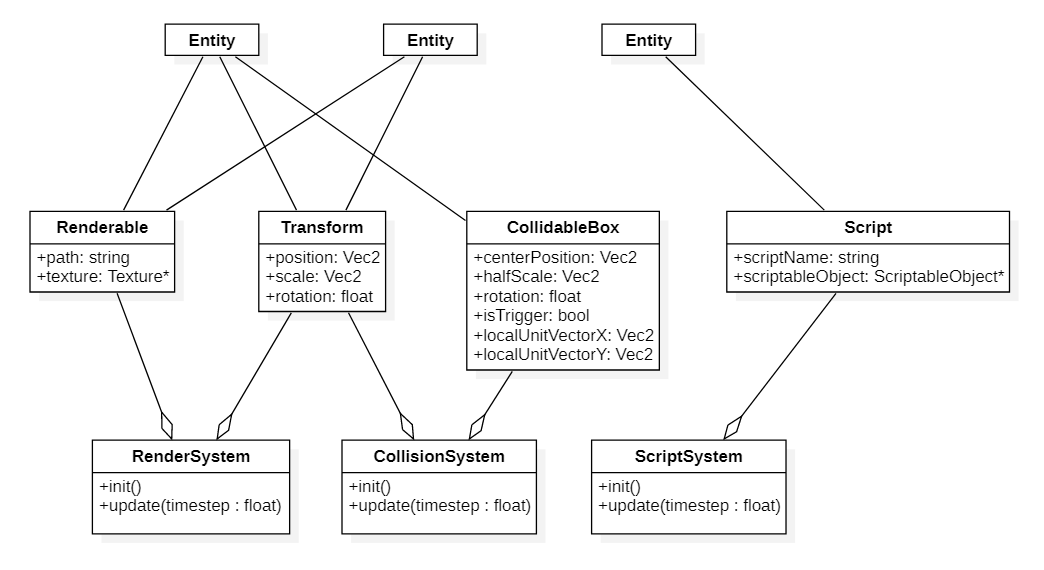 Entity
Entity
Entity
Renderable
+path: string
+texture: Texture*
Transform
+position: Vec2
+scale: Vec2
+rotation: float
CollidableBox
+centerPosition: Vec2
+halfScale: Vec2
+rotation: float
+isTrigger: bool
+localUnitVectorX: Vec2
+localUnitVectorY: Vec2
Script
+scriptName: string
+scriptableObject: ScriptableObject*
RenderSystem
+init()
+update(timestep : float)
CollisionSystem
+init()
+update(timestep : float)
ScriptSystem
+init()
+update(timestep : float)